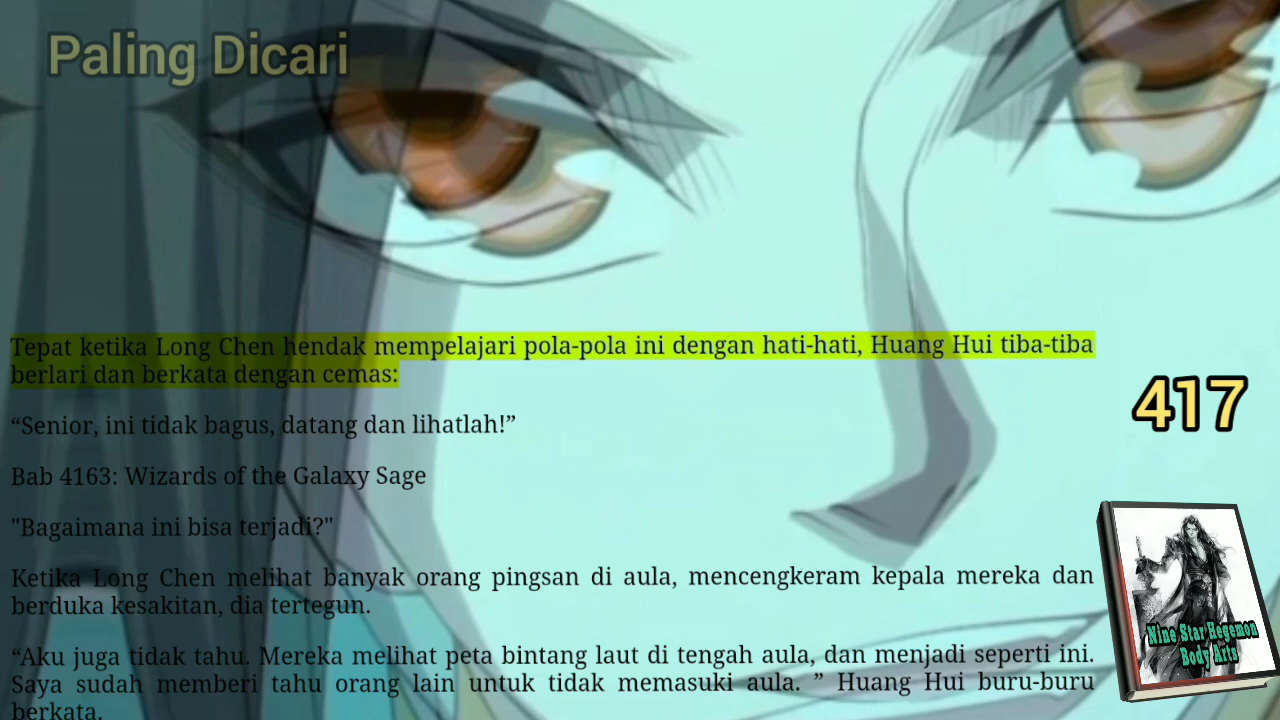 Paling Dicari
Tepat ketika Long Chen hendak mempelajari pola-pola ini dengan hati-hati, Huang Hui tiba-tiba
berlari dan berkata dengan cemas:
“Senior, ini tidak bagus, datang dan lihatlah!”
Bab 4163: Wizards of the Galaxy Sage
"Bagaimana ini bisa terjadi?"
Ketika Long Chen melihat banyak orang pingsan di aula, mencengkeram kepala mereka dan
berduka kesakitan, dia tertegun.
“Aku juga tidak tahu. Mereka melihat peta bintang laut di tengah aula, dan menjadi seperti ini.
Saya sudah memberi tahu orang lain untuk tidak memasuki aula. ” Huang Hui buru-buru
berkata.
417
Nine Star Hegemon
Body Arts